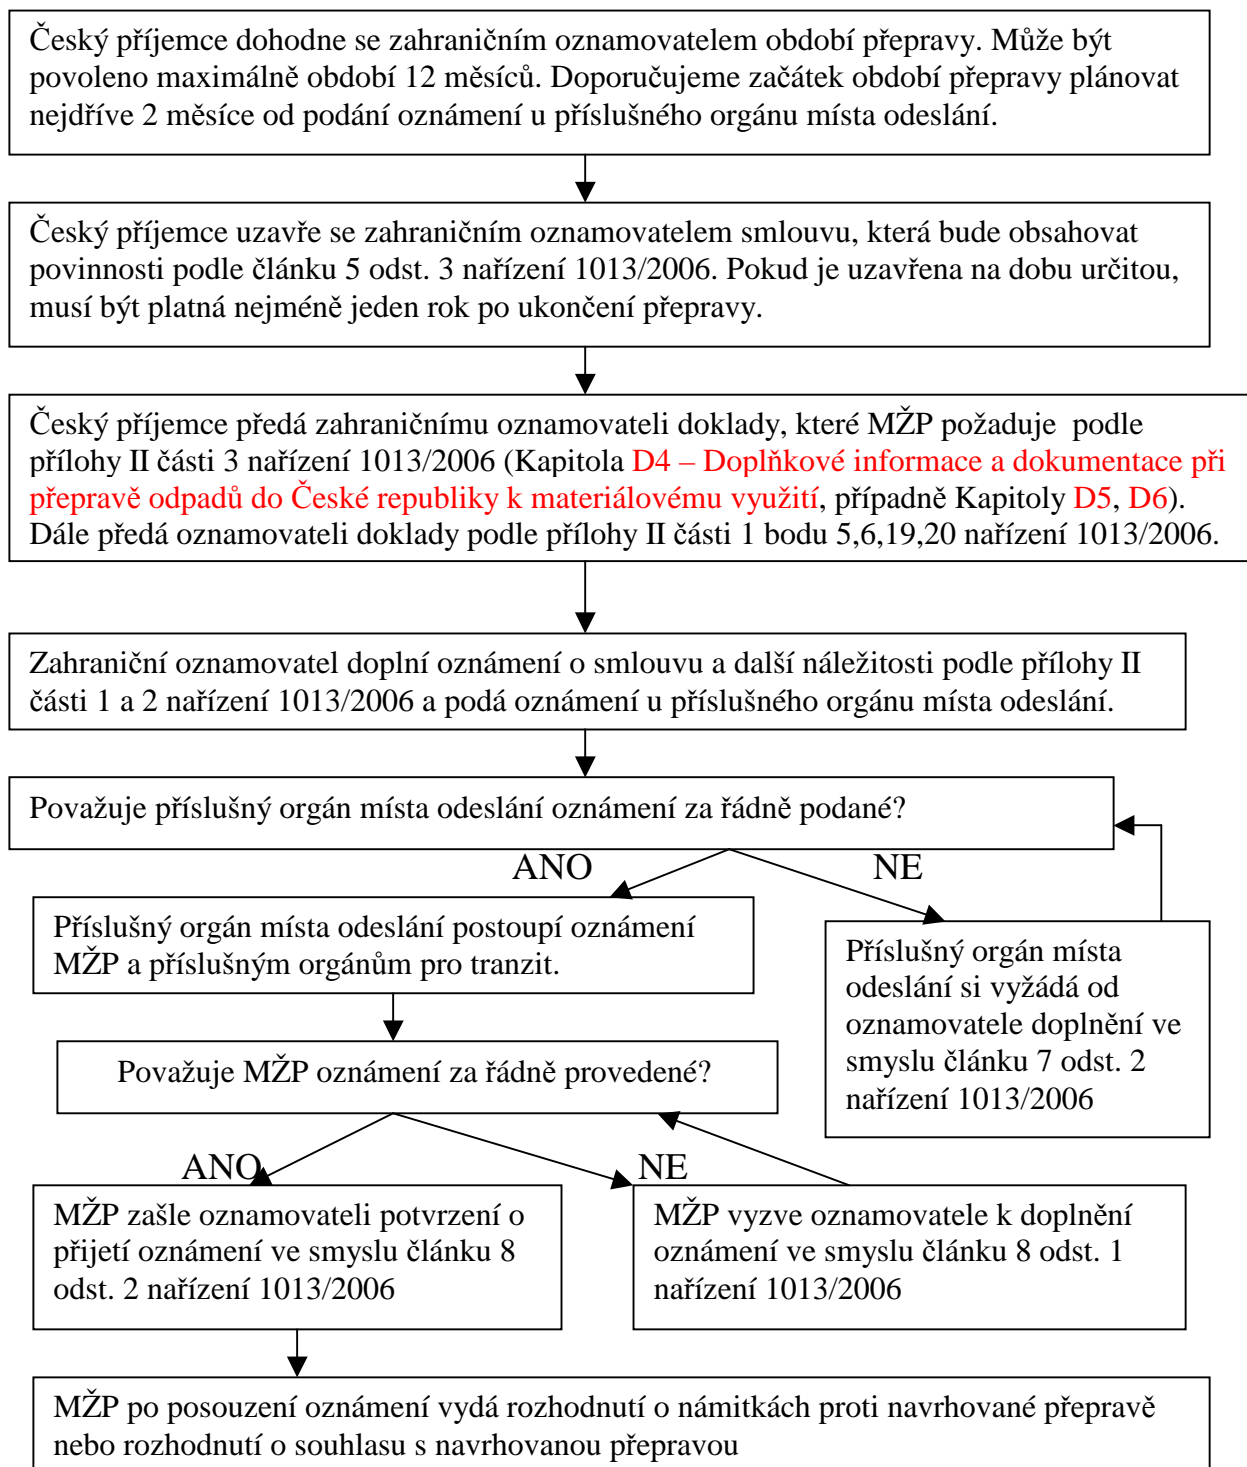 Český příjemce dohodne se zahraničním oznamovatelem období přepravy. Může být
povoleno maximálně období 12 měsíců. Doporučujeme začátek období přepravy plánovat
nejdříve 2 měsíce od podání oznámení u příslušného orgánu místa odeslání.
Český příjemce uzavře se zahraničním oznamovatelem smlouvu, která bude obsahovat
povinnosti podle článku 5 odst. 3 nařízení 1013/2006. Pokud je uzavřena na dobu určitou,
musí být platná nejméně jeden rok po ukončení přepravy.
Český příjemce předá zahraničnímu oznamovateli doklady, které MŽP požaduje podle
přílohy II části 3 nařízení 1013/2006 (Kapitola D4 – Doplňkové informace a dokumentace při
přepravě odpadů do České republiky k materiálovému využití, případně Kapitoly D5, D6).
Dále předá oznamovateli doklady podle přílohy II části 1 bodu 5,6,19,20 nařízení 1013/2006.
Zahraniční oznamovatel doplní oznámení o smlouvu a další náležitosti podle přílohy II
části 1 a 2 nařízení 1013/2006 a podá oznámení u příslušného orgánu místa odeslání.
Považuje příslušný orgán místa odeslání oznámení za řádně podané?
ANO
NE
Příslušný orgán místa odeslání postoupí oznámení
MŽP a příslušným orgánům pro tranzit.
Příslušný orgán místa
odeslání si vyžádá od
oznamovatele doplnění ve
smyslu článku 7 odst. 2
nařízení 1013/2006
Považuje MŽP oznámení za řádně provedené?
ANO
NE
MŽP zašle oznamovateli potvrzení o
přijetí oznámení ve smyslu článku 8
odst. 2 nařízení 1013/2006
MŽP vyzve oznamovatele k doplnění
oznámení ve smyslu článku 8 odst. 1
nařízení 1013/2006
MŽP po posouzení oznámení vydá rozhodnutí o námitkách proti navrhované přepravě
nebo rozhodnutí o souhlasu s navrhovanou přepravou